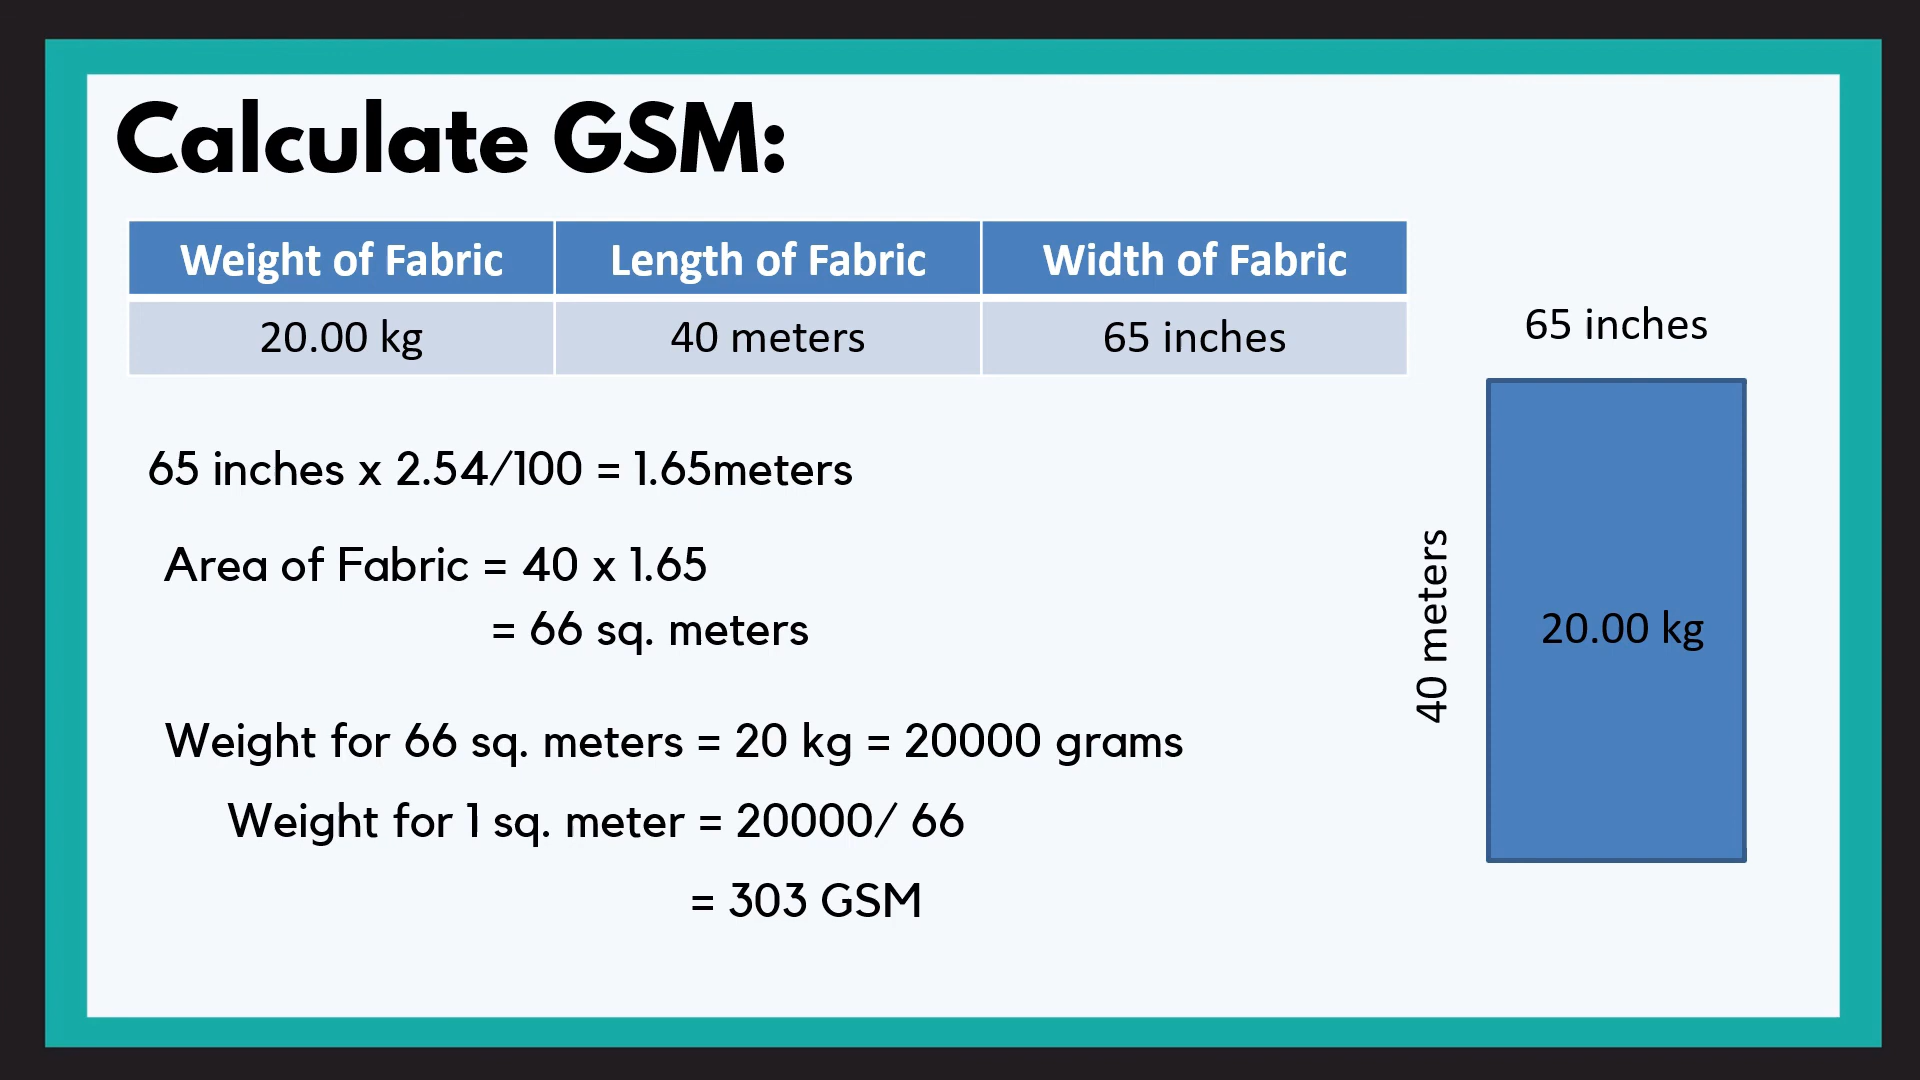 Calculate GSM:
Weight of Fabric Length of Fabric Width of Fabric
20.00 kg 40 meters 65 inches
65 inches x 2.54/100 = 1.65meters
Area of Fabric = 40 x 1.65
= 66 sq. meters
Weight for 66 sq. meters = 20 kg = 20000 grams
Weight for 1 sq. meter = 20000/ 66
= 303 GSM
65 inches
40 meters
20.00 kg